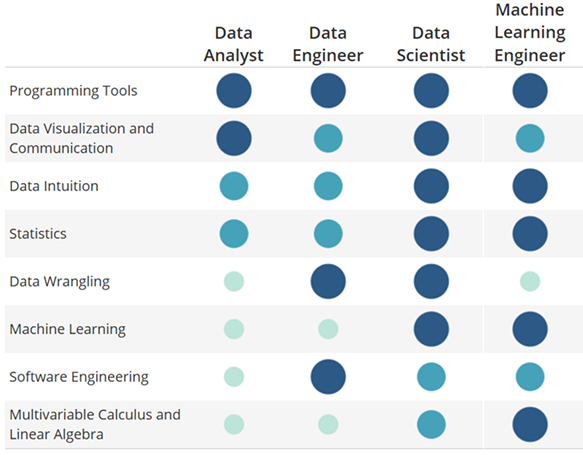 Data Analyst
Data Engineer
Data Scientist
Machine Learning Engineer
Programming Tools
Data Visualization and
Communication
Data Intuition
Statistics
Data Wrangling
Machine Learning
Software Engineering
Multivariable Calculus and
Linear Algebra